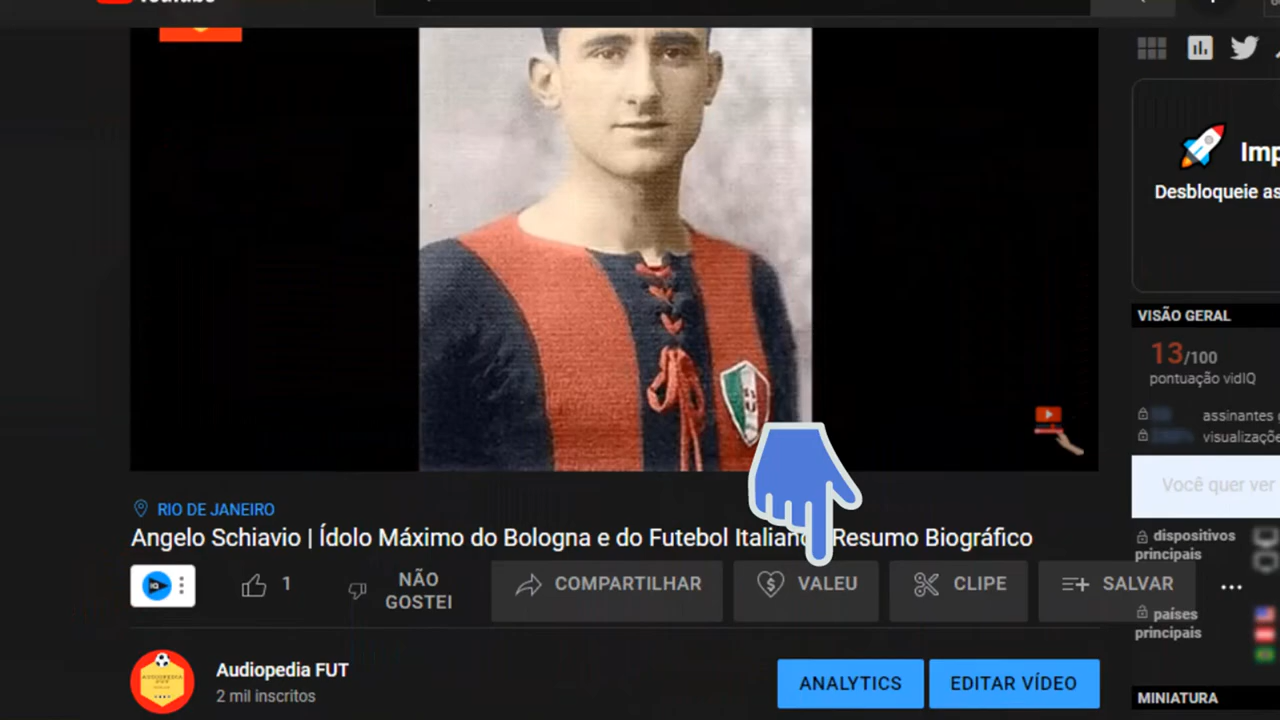 Imp
Desbloqueie as
VISÃO GERAL
13/100
pontuação vidIQ
assinantes
visualizaçõe
Você quer ver
dispositivos
principais
países
principais
MINIATURA
RIO DE JANEIRO
Angelo Schiavio | Ídolo Máximo do Bologna e do Futebol Italiano Resumo Biográfico
1
NÃO
GOSTEI
COMPARTILHAR
VALEU
CLIPE
SALVAR
Audiopedia FUT
2 mil inscritos
ANALYTICS
EDITAR VÍDEO